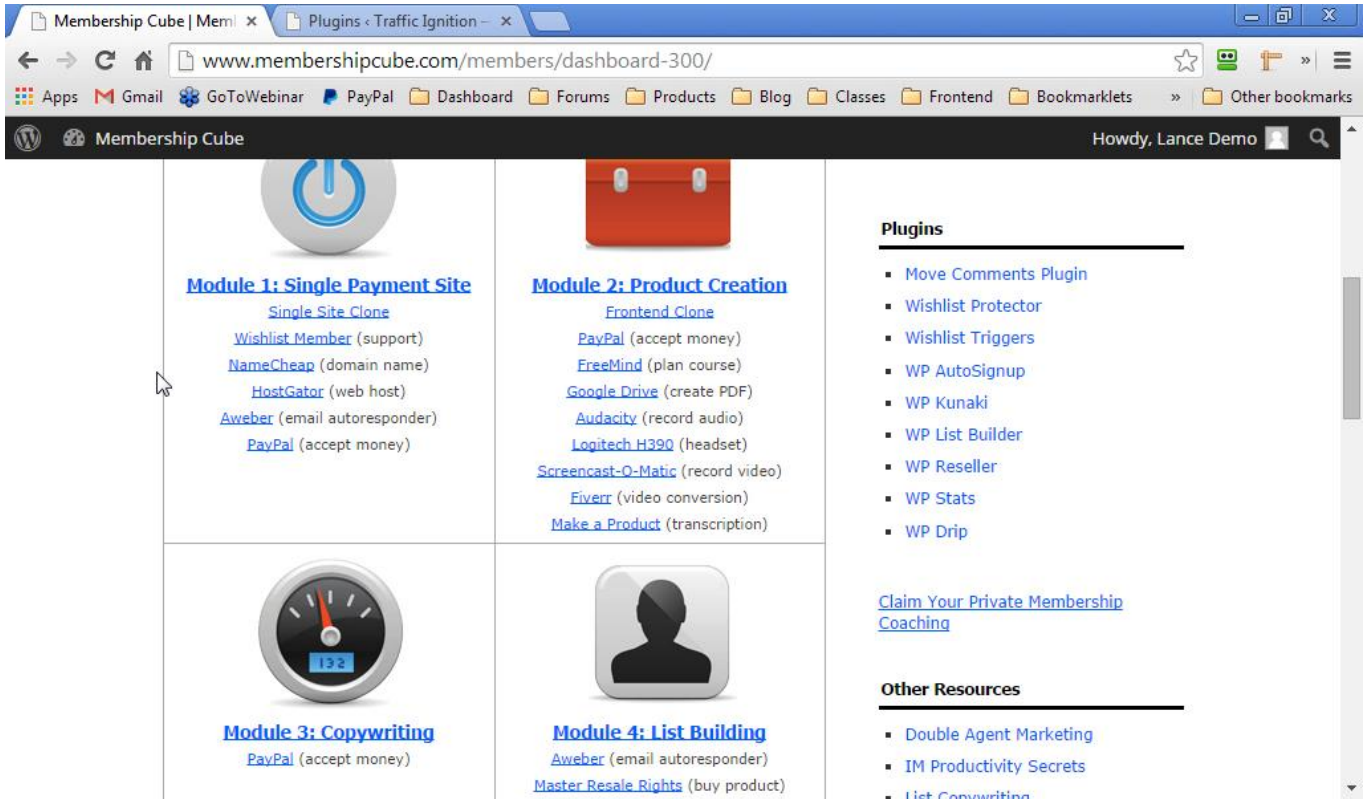 Membership Cube | Meml
Plugins ‹ Traffic Ignition –
www.membershipcube.com/members/dashboard-300/
Apps Gmail GoToWebinar PayPal Dashboard Forums Products Blog Classes Frontend Bookmarklets » Other bookmarks
Membership Cube
Howdy, Lance Demo
Module 1: Single Payment Site
Single Site Clone
Wishlist Member (support)
NameCheap (domain name)
HostGator (web host)
Aweber (email autoresponder)
PayPal (accept money)
Module 2: Product Creation
Frontend Clone
PayPal (accept money)
FreeMind (plan course)
Google Drive (create PDF)
Audacity (record audio)
Logitech H390 (headset)
Screencast-O-Matic (record video)
Fiverr (video conversion)
Make a Product (transcription)
132
Module 3: Copywriting
PayPal (accept money)
Module 4: List Building
Aweber (email autoresponder)
Master Resale Rights (buy product)
Plugins
Move Comments Plugin
Wishlist Protector
Wishlist Triggers
WP AutoSignup
WP Kunaki
WP List Builder
WP Reseller
WP Stats
WP Drip
Claim Your Private Membership
Coaching
Other Resources
Double Agent Marketing
IM Productivity Secrets
List Copywriting